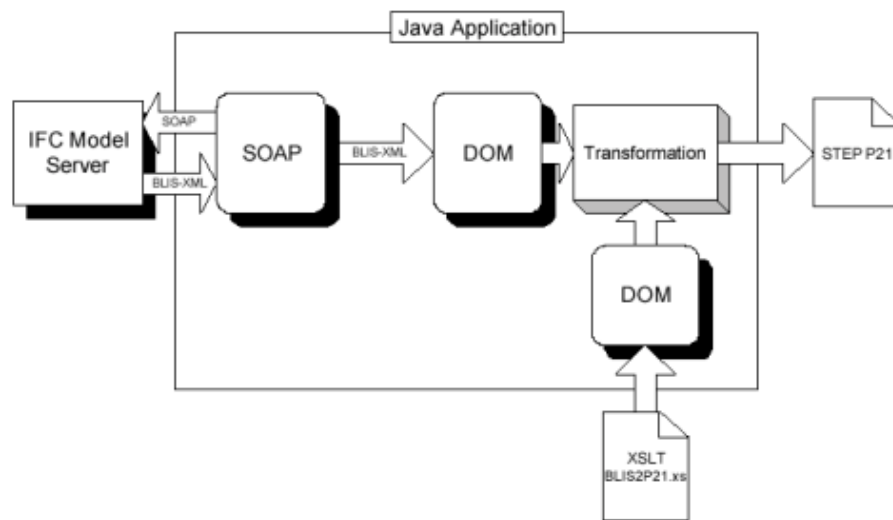 Java Application
IFC Model
Server
SOAP
BLIS-XML
SOAP
BLIS-XML
DOM
Transformation
STEP P21
DOM
XSLT
BLIS2P21.xs